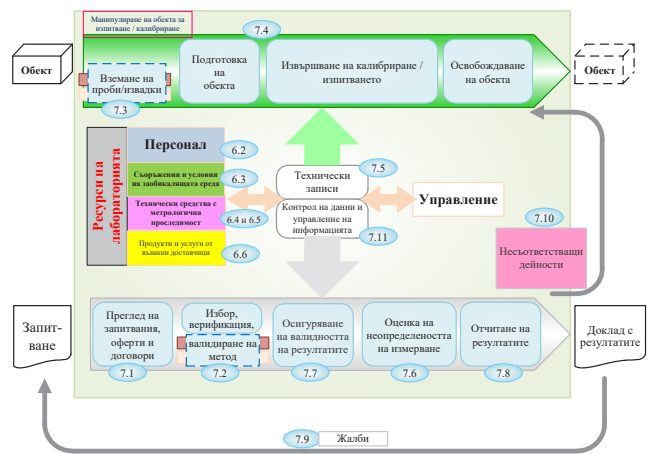 Манипулиране на обекта за
изпитване / калибриране
7.4
Обект
Вземане на
проби/извадки
7.3
Подготовка
на
обекта
Извършване на калибриране /
изпитването
Освобождаване
на обекта
Обект
Ресурси на
лабораторията
Персонал
6.2
Съоръжения и условия
на заобикалящата среда
6.3
Технически средства с
метрологична
проследимост
6.4 и 6.5
Продукти и услуги от
външни доставчици
6.6
7.5
Технически
записи
Контрол на данни и
управление на
информацията
7.11
Управление
7.10
Несъответстващи
дейности
Запит-
ване
Преглед на
запитвания,
оферти и
договори
7.1
Избор,
верификация,
валидиране на
метод
7.2
Осигуряване на
валидността
на резултатите
7.7
Оценка на
неопределеността
на измерване
7.6
Отчитане на
резултатите
7.8
Доклад с
резултатите
7.9
Жалби